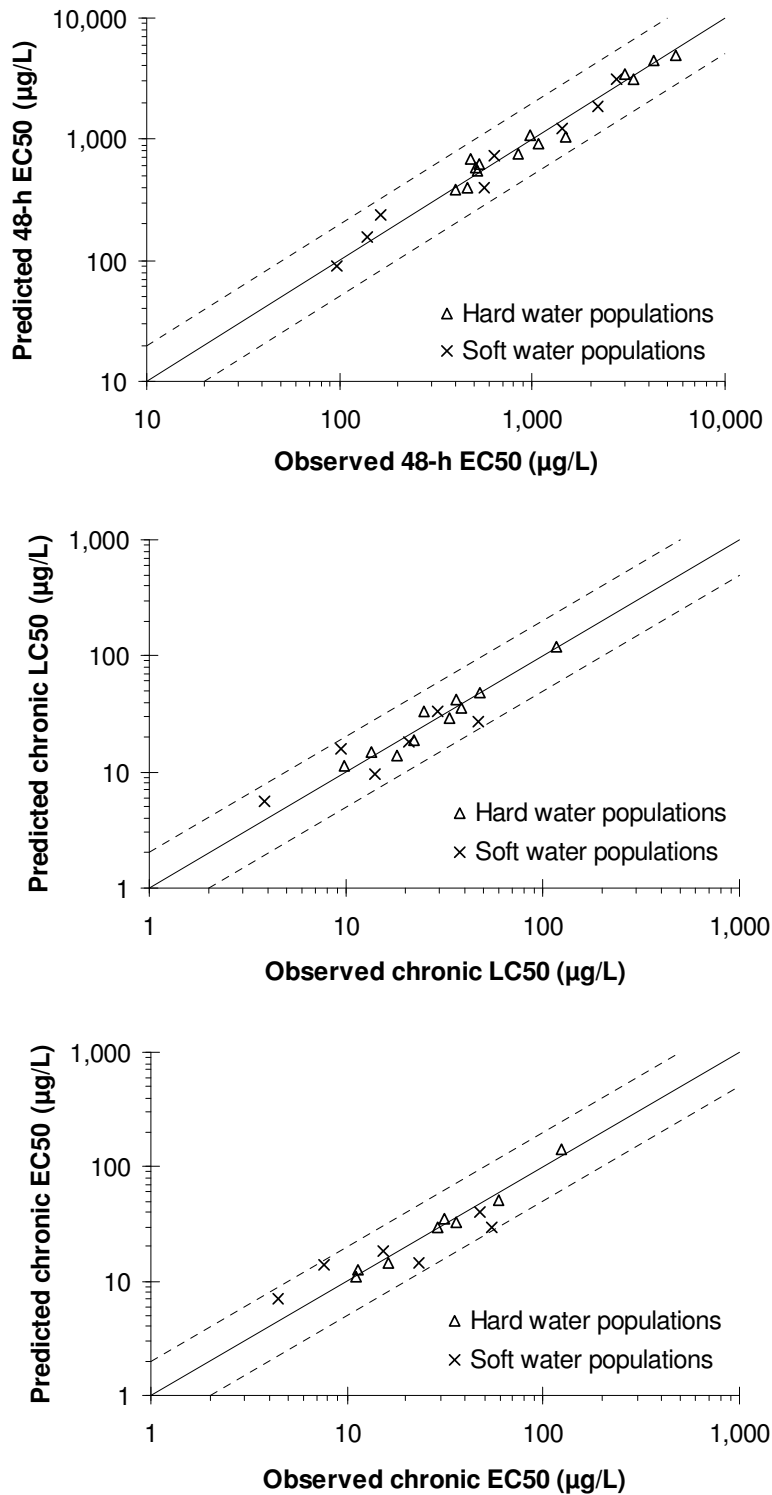 10,000
1,000
100
10
Predicted 48-h EC50 (µg/L)
Hard water populations
Soft water populations
10
100
1,000
10,000
Observed 48-h EC50 (µg/L)
1,000
100
10
1
Predicted chronic LC50 (µg/L)
Hard water populations
Soft water populations
1
10
100
1,000
Observed chronic LC50 (µg/L)
1,000
100
10
1
Predicted chronic EC50 (µg/L)
Hard water populations
Soft water populations
1
10
100
1,000
Observed chronic EC50 (µg/L)